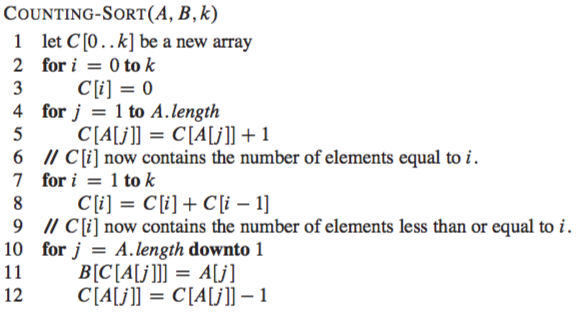 COUNTING-SORT(A, B, k)
1 let C[0..k] be a new array
2 for i = 0 to k
3 C[i] = 0
4 for j = 1 to A.length
5 C[A[j]] = C[A[j]] + 1
6 // C[i] now contains the number of elements equal to i.
7 for i = 1 to k
8 C[i] = C[i] + C[i − 1]
9 // C[i] now contains the number of elements less than or equal to i.
10 for j = A.length downto 1
11 B[C[A[j]]] = A[j]
12 C[A[j]] = C[A[j]] − 1